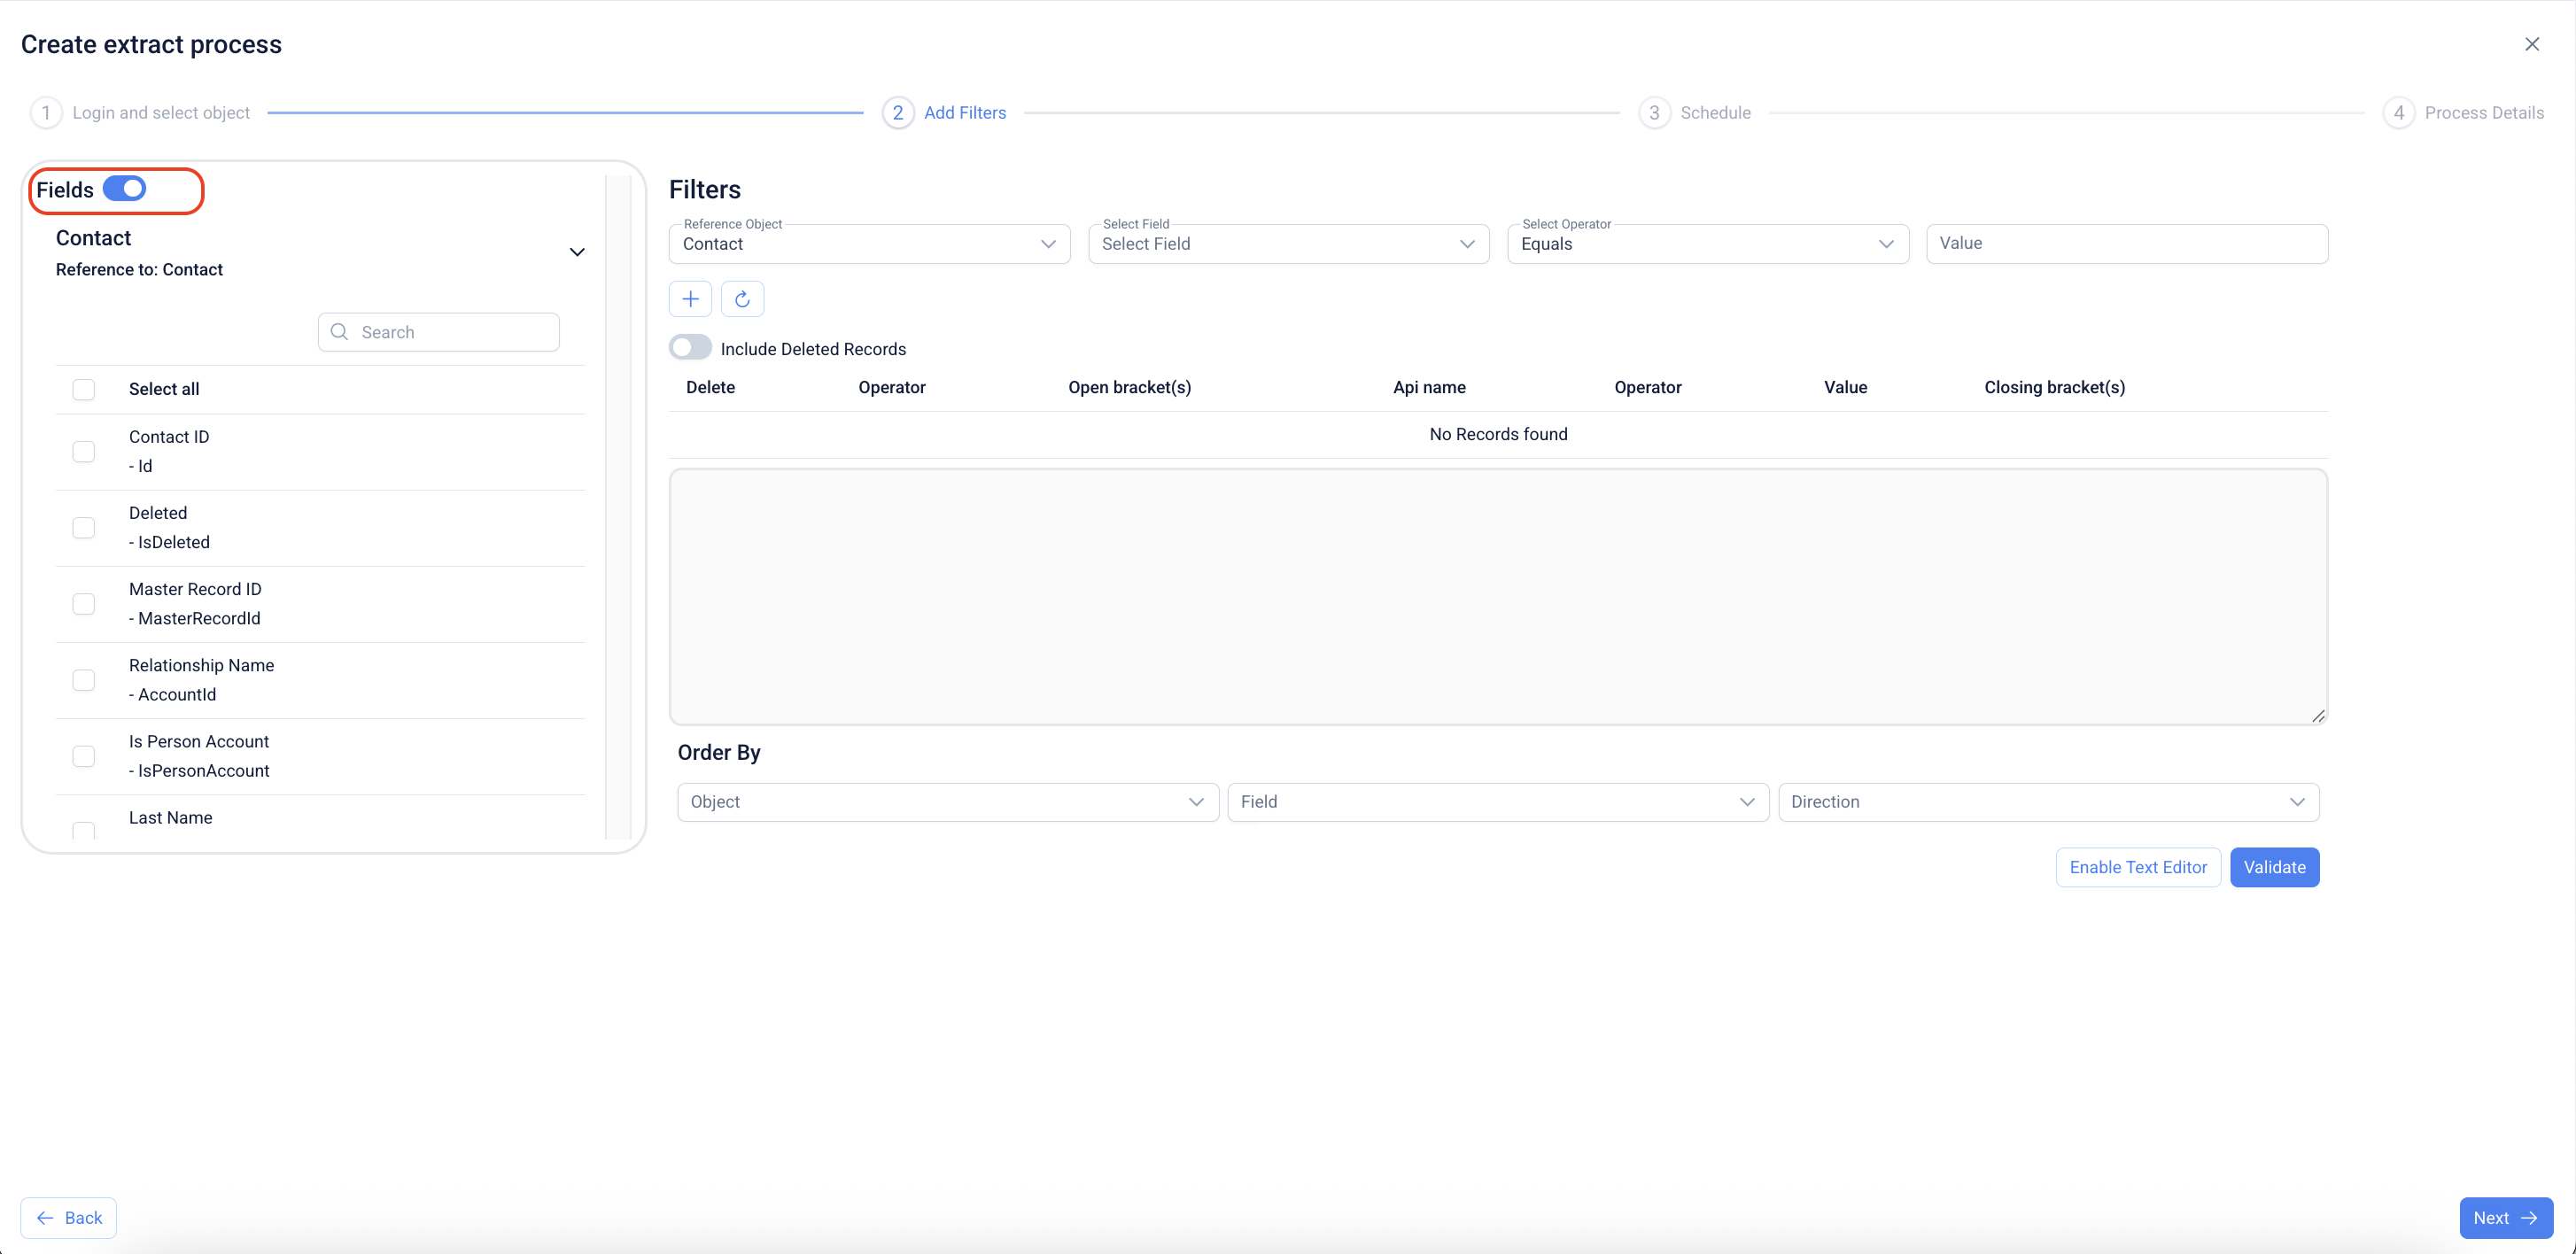 Create extract process
1 Login and select object
2 Add Filters
3 Schedule
4 Process Details
Fields
Contact
Reference to: Contact
Search
Select all
Contact ID
- Id
Deleted
- IsDeleted
Master Record ID
- MasterRecordId
Relationship Name
- AccountId
Is Person Account
- IsPersonAccount
Last Name
Filters
Reference Object
Contact
Select Field
Select Field
Select Operator
Equals
Value
Include Deleted Records
Delete Operator Open bracket(s) Api name Operator Value Closing bracket(s)
No Records found
Order By
Object
Field
Direction
Enable Text Editor
Validate
Back
Next